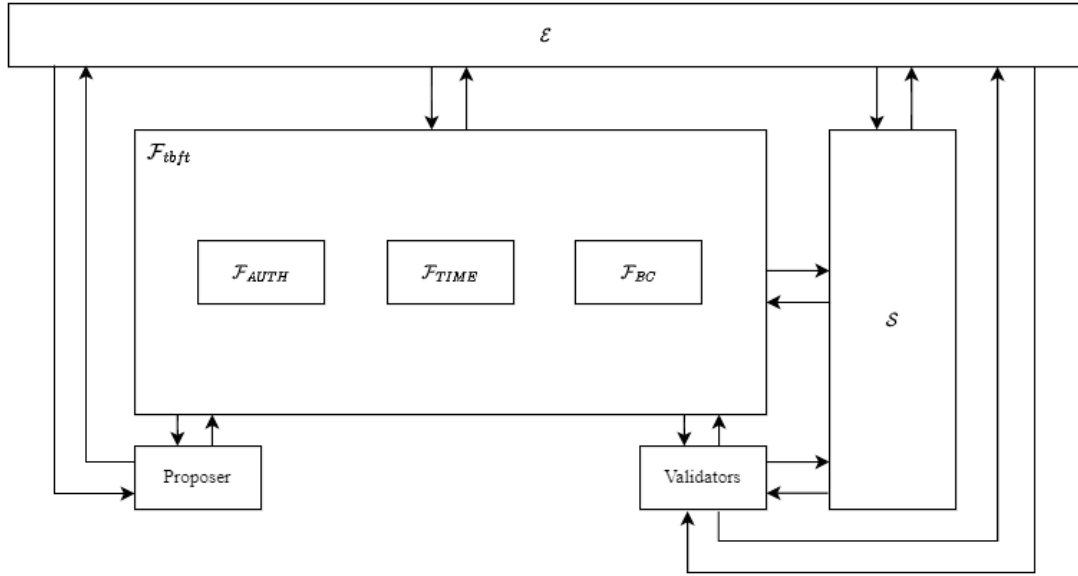 ℰ
ℱ_tbft
ℱ_AUTH
ℱ_TIME
ℱ_BC
𝒮
Proposer
Validators